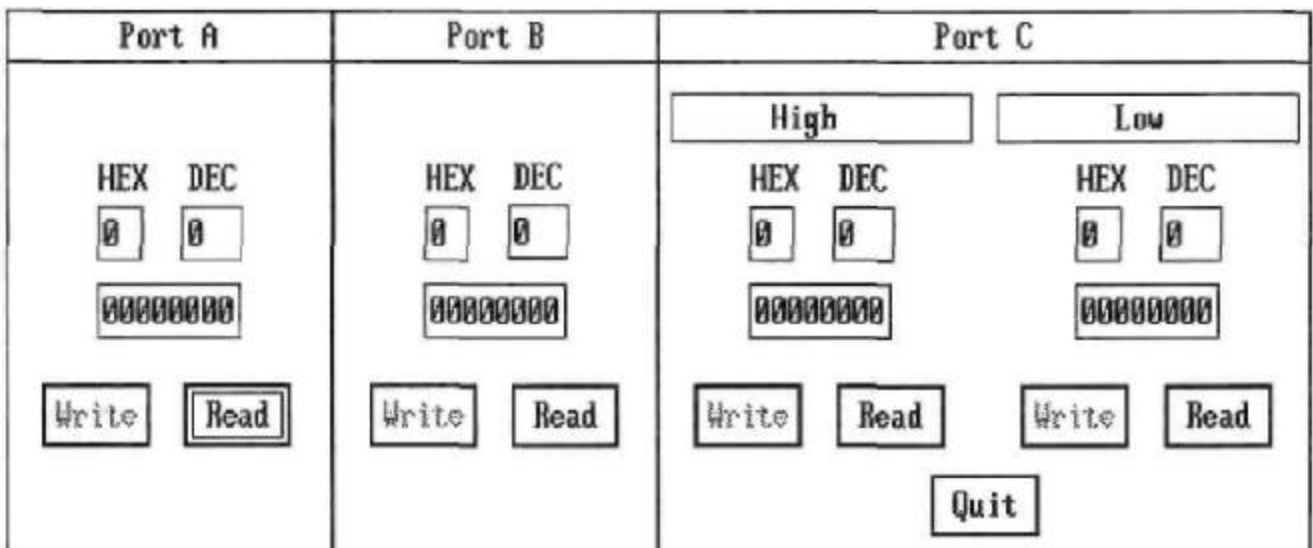 Port A Port B Port C
High Low
HEX DEC HEX DEC HEX DEC HEX DEC
0 0 0 0 0 0 0 0
00000000 00000000 00000000 00000000
Write Read Write Read Write Read Write Read
Quit